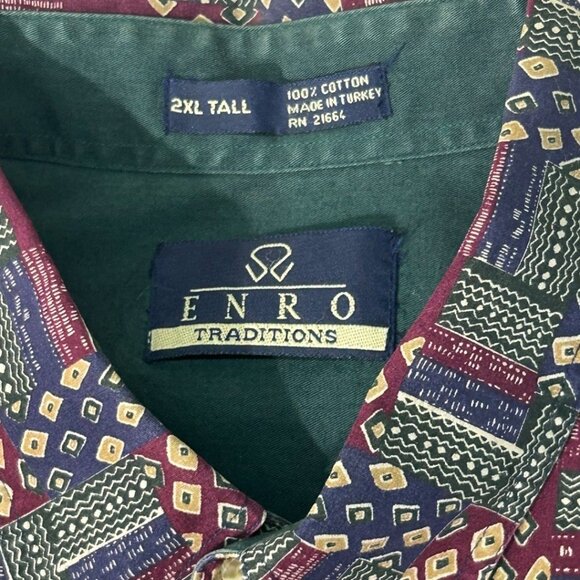 2XL TALL
100% COTTON
MADE IN TURKEY
RN 21664
ENRO
TRADITIONS